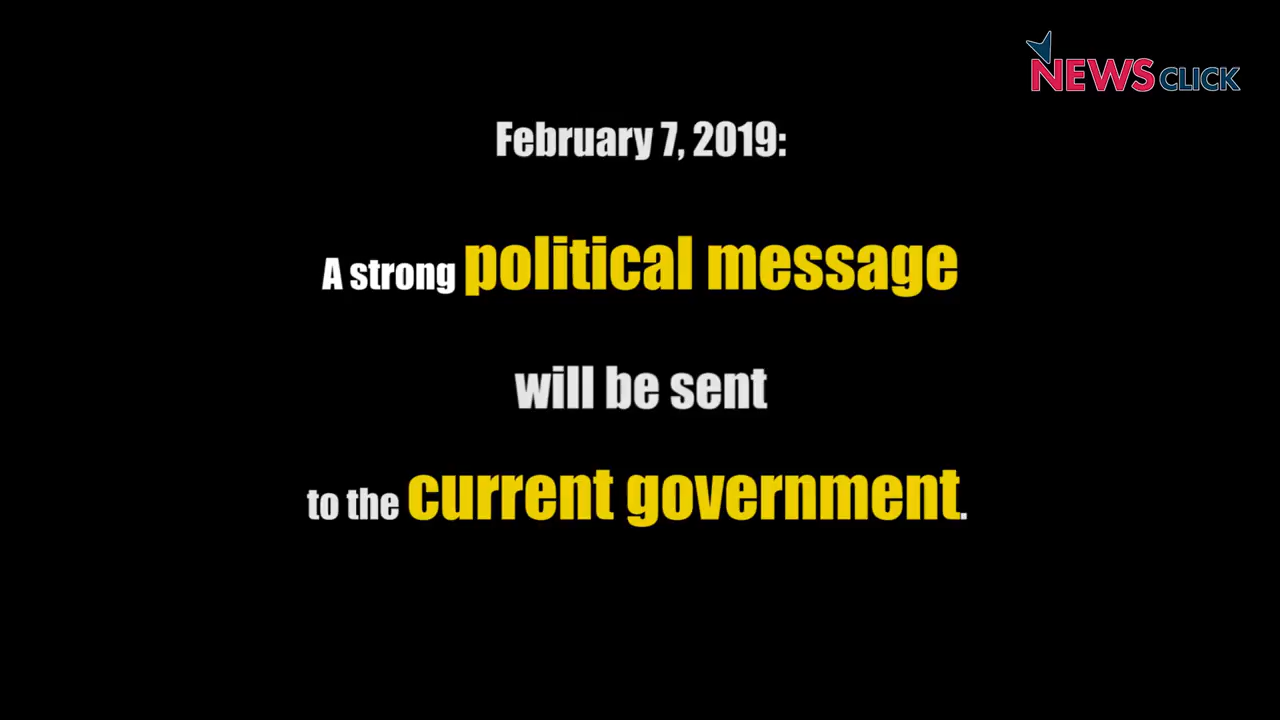 NEWSCLICK
February 7, 2019:
A strong political message
will be sent
to the current government.